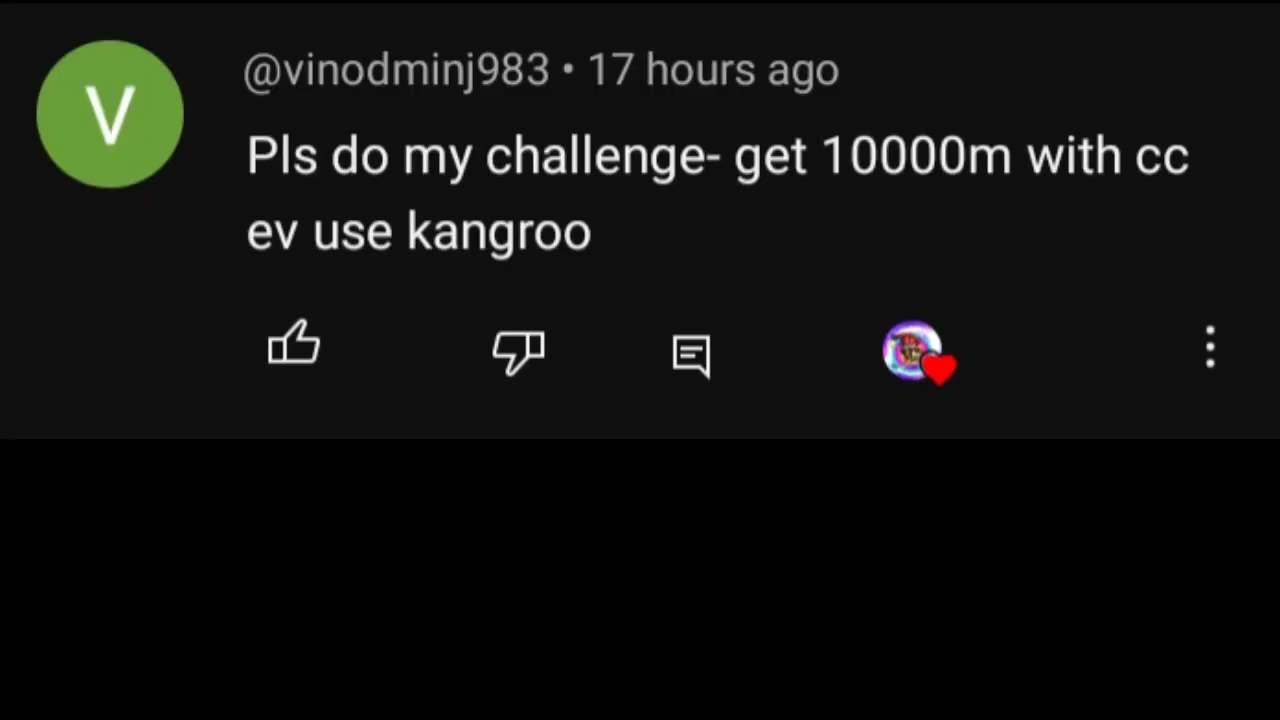 V
@vinodminj983 • 17 hours ago
Pls do my challenge- get 10000m with cc
ev use kangroo